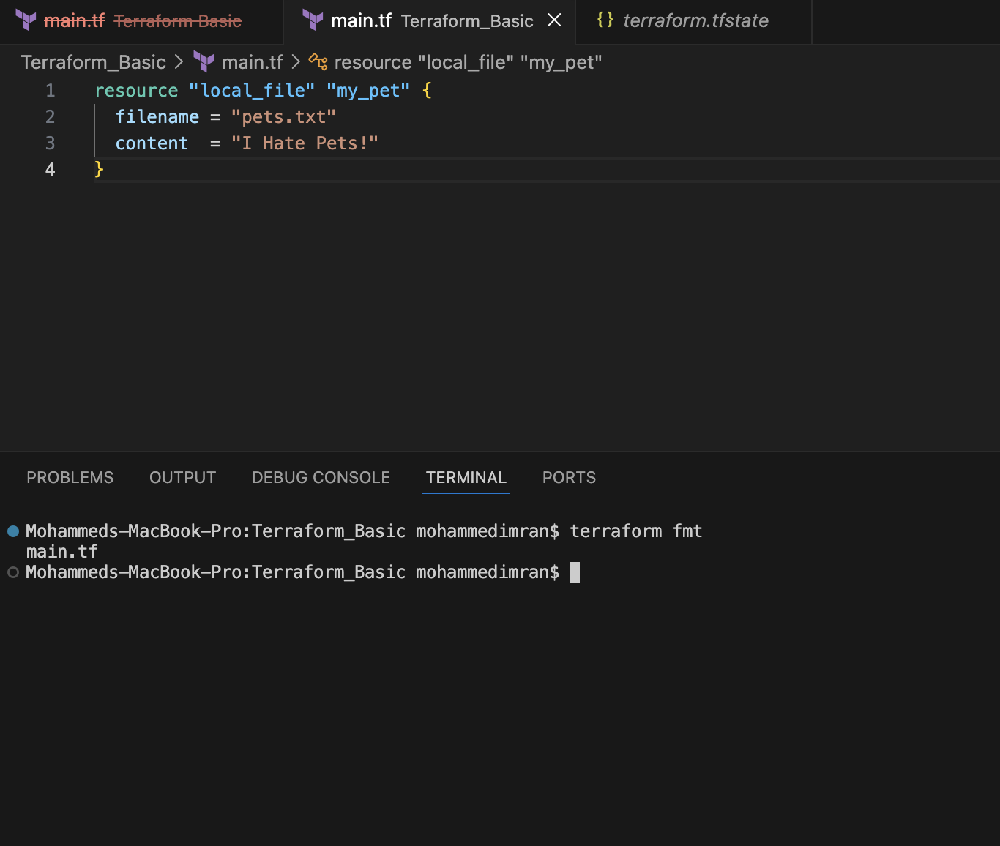 main.tf Terraform Basic main.tf Terraform_Basic {} terraform.tfstate
Terraform_Basic > main.tf > resource "local_file" "my_pet"
1 resource "local_file" "my_pet" {
2 filename = "pets.txt"
3 content  = "I Hate Pets!"
4 }
PROBLEMS OUTPUT DEBUG CONSOLE TERMINAL PORTS
Mohammeds-MacBook-Pro:Terraform_Basic mohammedimran$ terraform fmt
main.tf
Mohammeds-MacBook-Pro:Terraform_Basic mohammedimran$